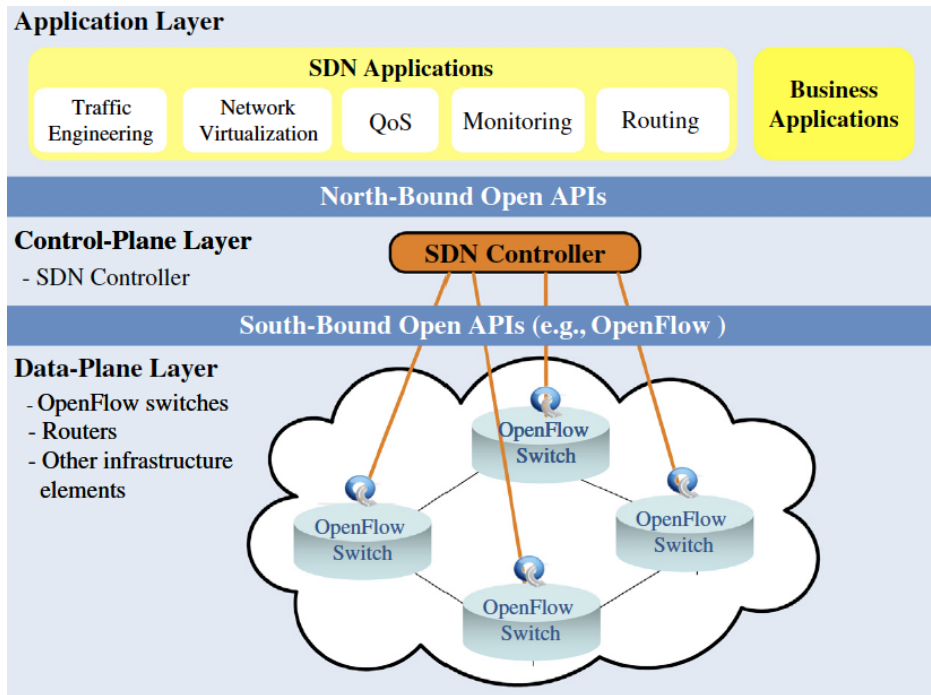 Application Layer
SDN Applications
Traffic
Engineering
Network
Virtualization
QoS
Monitoring
Routing
Business
Applications
North-Bound Open APIs
Control-Plane Layer
- SDN Controller
SDN Controller
South-Bound Open APIs (e.g., OpenFlow )
Data-Plane Layer
- OpenFlow switches
- Routers
- Other infrastructure
elements
OpenFlow
Switch
OpenFlow
Switch
OpenFlow
Switch
OpenFlow
Switch